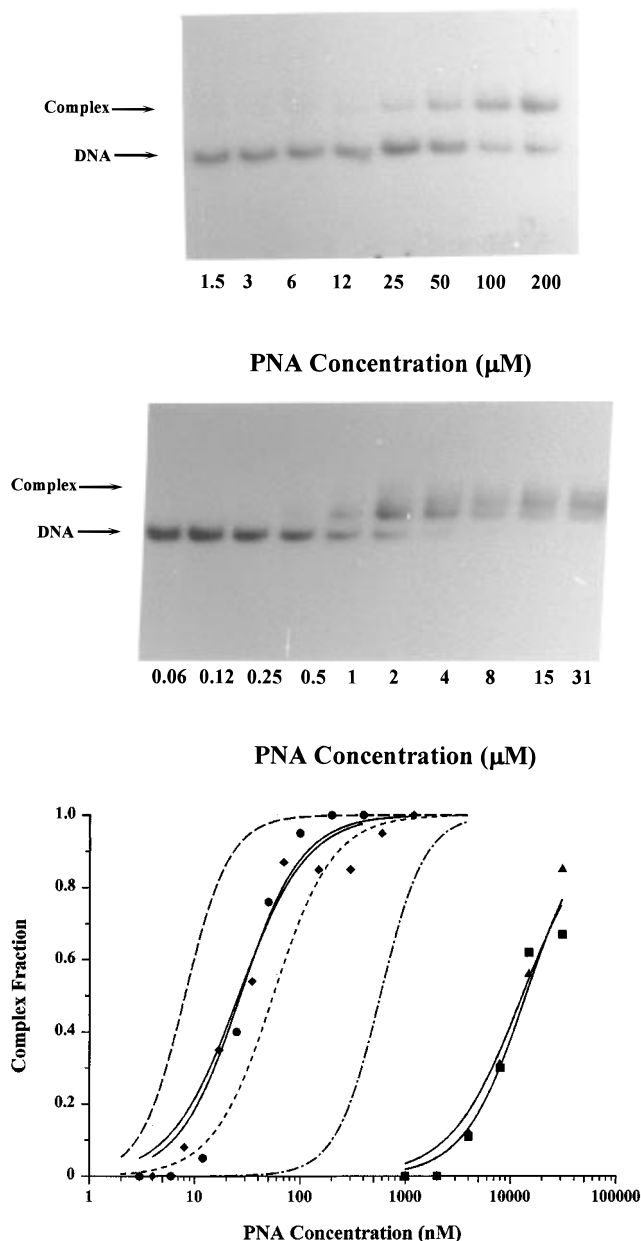 Complex
DNA
1.5 3 6 12 25 50 100 200
PNA Concentration (μM)
Complex
DNA
0.06 0.12 0.25 0.5 1 2 4 8 15 31
PNA Concentration (μM)
1.0
0.8
0.6
0.4
0.2
0
Complex Fraction
1 10 100 1000 10000 100000
PNA Concentration (nM)